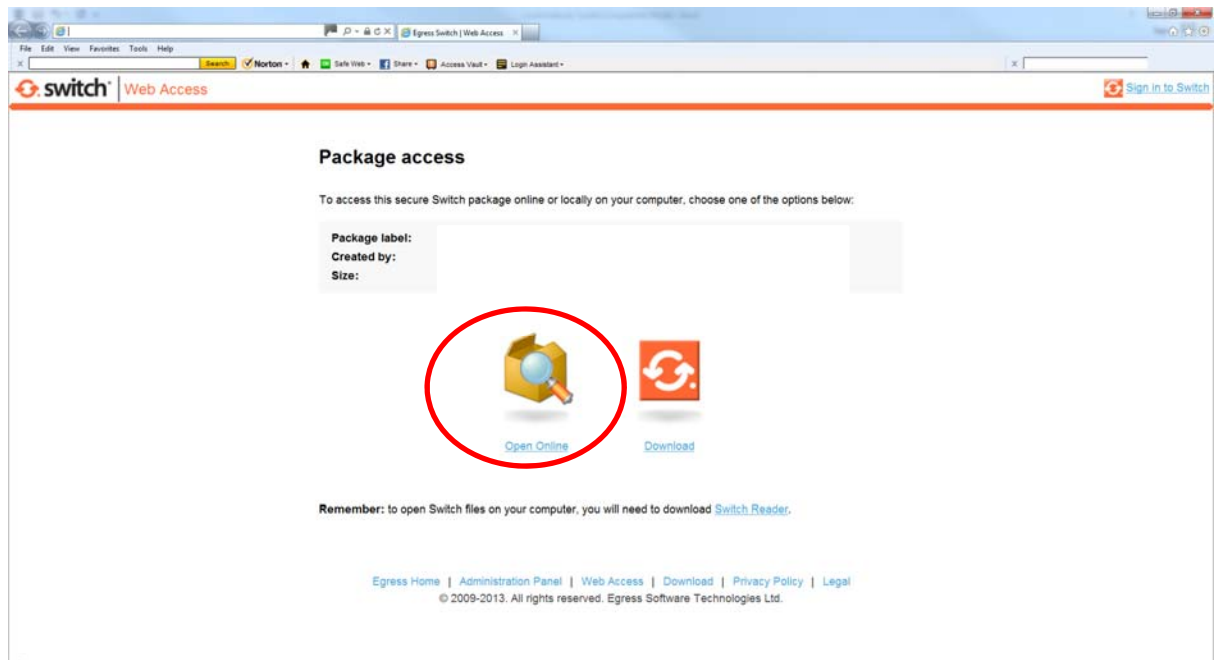 Egress Switch | Web Access
File Edit View Favorites Tools Help
Search Norton Safe Web Share Access Vault Login Assistant
switch Web Access
Sign in to Switch
Package access
To access this secure Switch package online or locally on your computer, choose one of the options below:
Package label:
Created by:
Size:
Open Online Download
Remember: to open Switch files on your computer, you will need to download Switch Reader.
Egress Home | Administration Panel | Web Access | Download | Privacy Policy | Legal
© 2009-2013. All rights reserved. Egress Software Technologies Ltd.